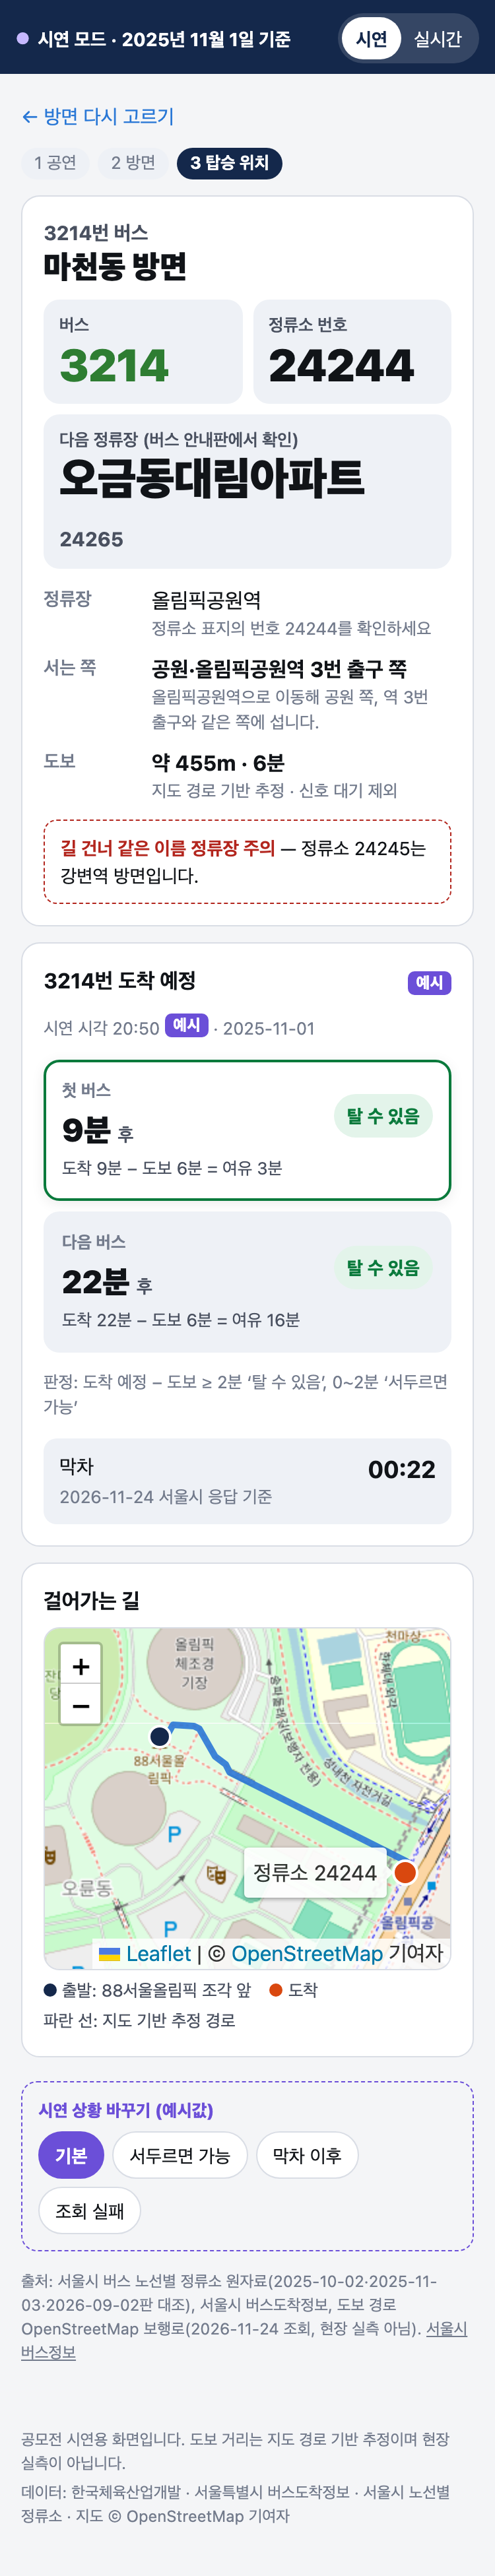 시연 모드 · 2025년 11월 1일 기준
시연
실시간
← 방면 다시 고르기
1 공연
2 방면
3 탑승 위치
3214번 버스
마천동 방면
버스
3214
정류소 번호
24244
다음 정류장 (버스 안내판에서 확인)
오금동대림아파트
24265
정류장
올림픽공원역
정류소 표지의 번호 24244를 확인하세요
서는 쪽
공원·올림픽공원역 3번 출구 쪽
올림픽공원역으로 이동해 공원 쪽, 역 3번
출구와 같은 쪽에 섭니다.
도보
약 455m · 6분
지도 경로 기반 추정 · 신호 대기 제외
길 건너 같은 이름 정류장 주의 — 정류소 24245는
강변역 방면입니다.
3214번 도착 예정
예시
시연 시각 20:50 예시 · 2025-11-01
첫 버스
9분 후
탈 수 있음
도착 9분 − 도보 6분 = 여유 3분
다음 버스
22분 후
탈 수 있음
도착 22분 − 도보 6분 = 여유 16분
판정: 도착 예정 − 도보 ≥ 2분 ‘탈 수 있음’, 0~2분 ‘서두르면
가능’
막차
00:22
2026-11-24 서울시 응답 기준
걸어가는 길
+
−
올림픽
체조경
기장
천마상
88서울올
림픽
P
오륜동
정류소 24244
P
올림픽공
Leaflet | © OpenStreetMap 기여자
출발: 88서울올림픽 조각 앞
도착
파란 선: 지도 기반 추정 경로
시연 상황 바꾸기 (예시값)
기본
서두르면 가능
막차 이후
조회 실패
출처: 서울시 버스 노선별 정류소 원자료(2025-10-02·2025-11-
03·2026-09-02판 대조), 서울시 버스도착정보, 도보 경로
OpenStreetMap 보행로(2026-11-24 조회, 현장 실측 아님). 서울시
버스정보
공모전 시연용 화면입니다. 도보 거리는 지도 경로 기반 추정이며 현장
실측이 아닙니다.
데이터: 한국체육산업개발 · 서울특별시 버스도착정보 · 서울시 노선별
정류소 · 지도 © OpenStreetMap 기여자